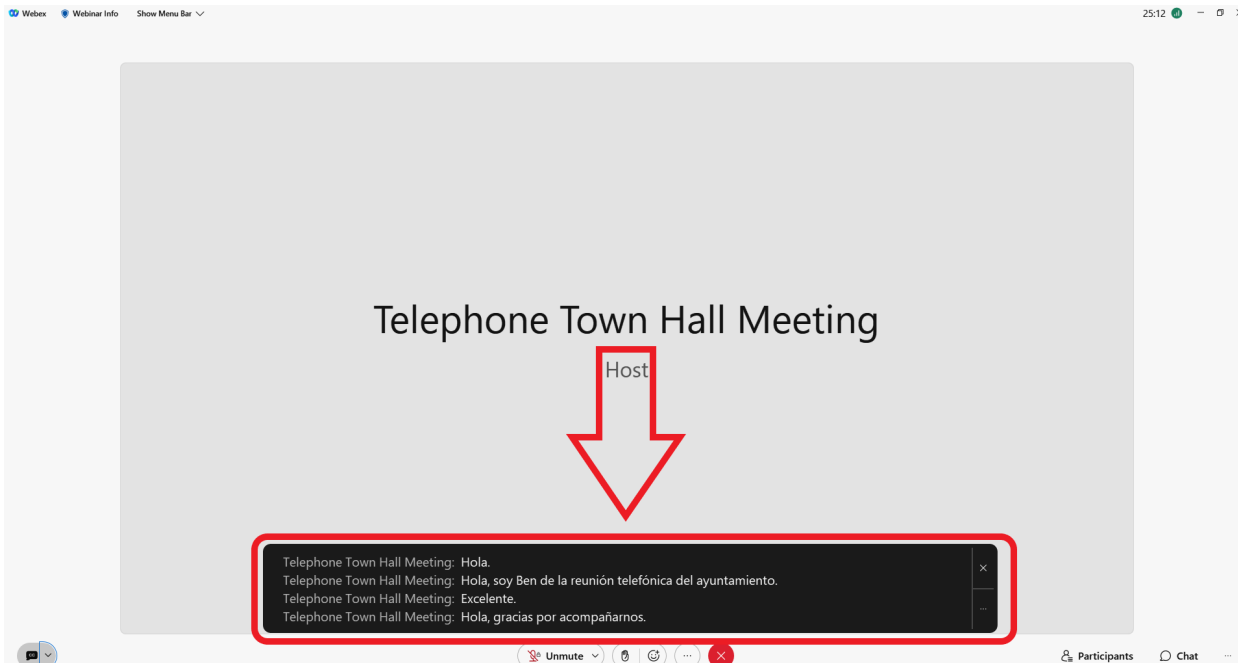 Webex Webinar Info Show Menu Bar 25:12
Telephone Town Hall Meeting
Host
Telephone Town Hall Meeting: Hola.
Telephone Town Hall Meeting: Hola, soy Ben de la reunión telefónica del ayuntamiento.
Telephone Town Hall Meeting: Excelente.
Telephone Town Hall Meeting: Hola, gracias por acompañarnos.
Unmute Participants Chat